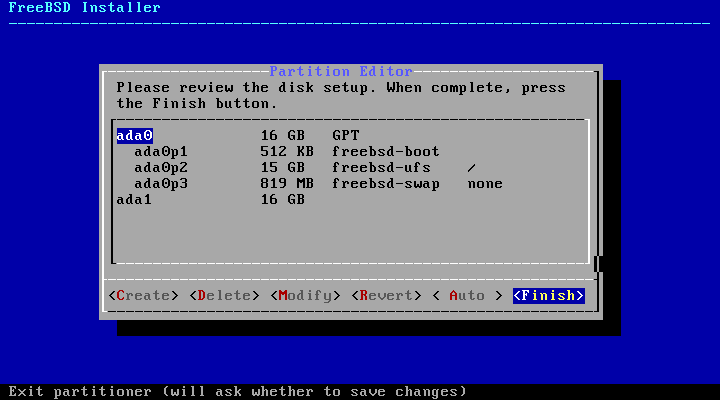 FreeBSD Installer
Partition Editor
Please review the disk setup. When complete, press
the Finish button.
ada0 16 GB GPT
ada0p1 512 KB freebsd-boot
ada0p2 15 GB freebsd-ufs /
ada0p3 819 MB freebsd-swap none
ada1 16 GB
<Create> <Delete> <Modify> <Revert> < Auto > <Finish>
Exit partitioner (will ask whether to save changes)